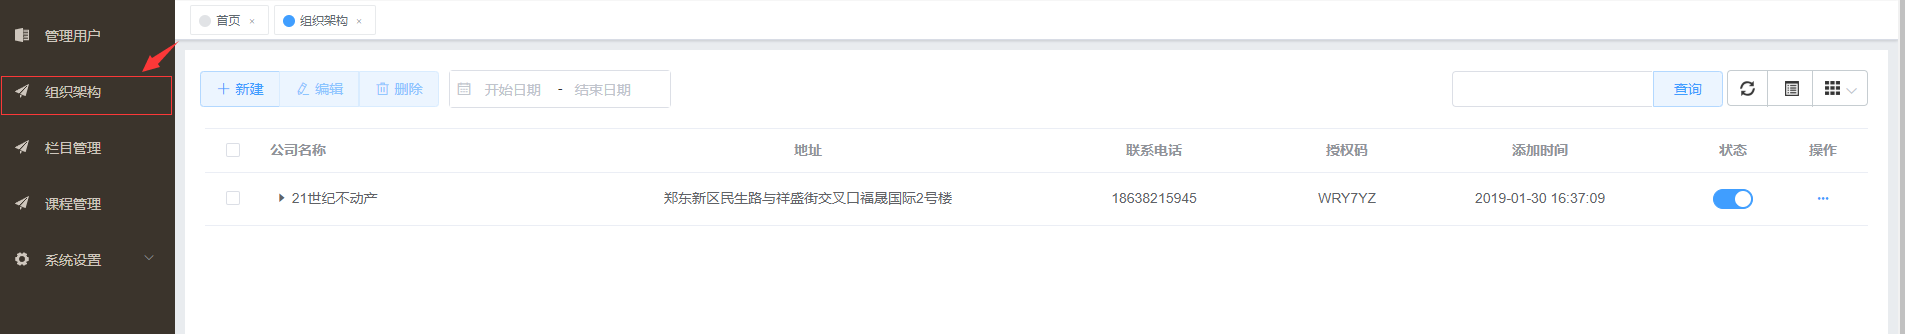 管理用户
组织架构
栏目管理
课程管理
系统设置
首页 × 组织架构 ×
新建 编辑 删除 开始日期 - 结束日期 查询
公司名称 地址 联系电话 授权码 添加时间 状态 操作
21世纪不动产 郑东新区民生路与祥盛街交叉口福晟国际2号楼 18638215945 WRY7YZ 2019-01-30 16:37:09